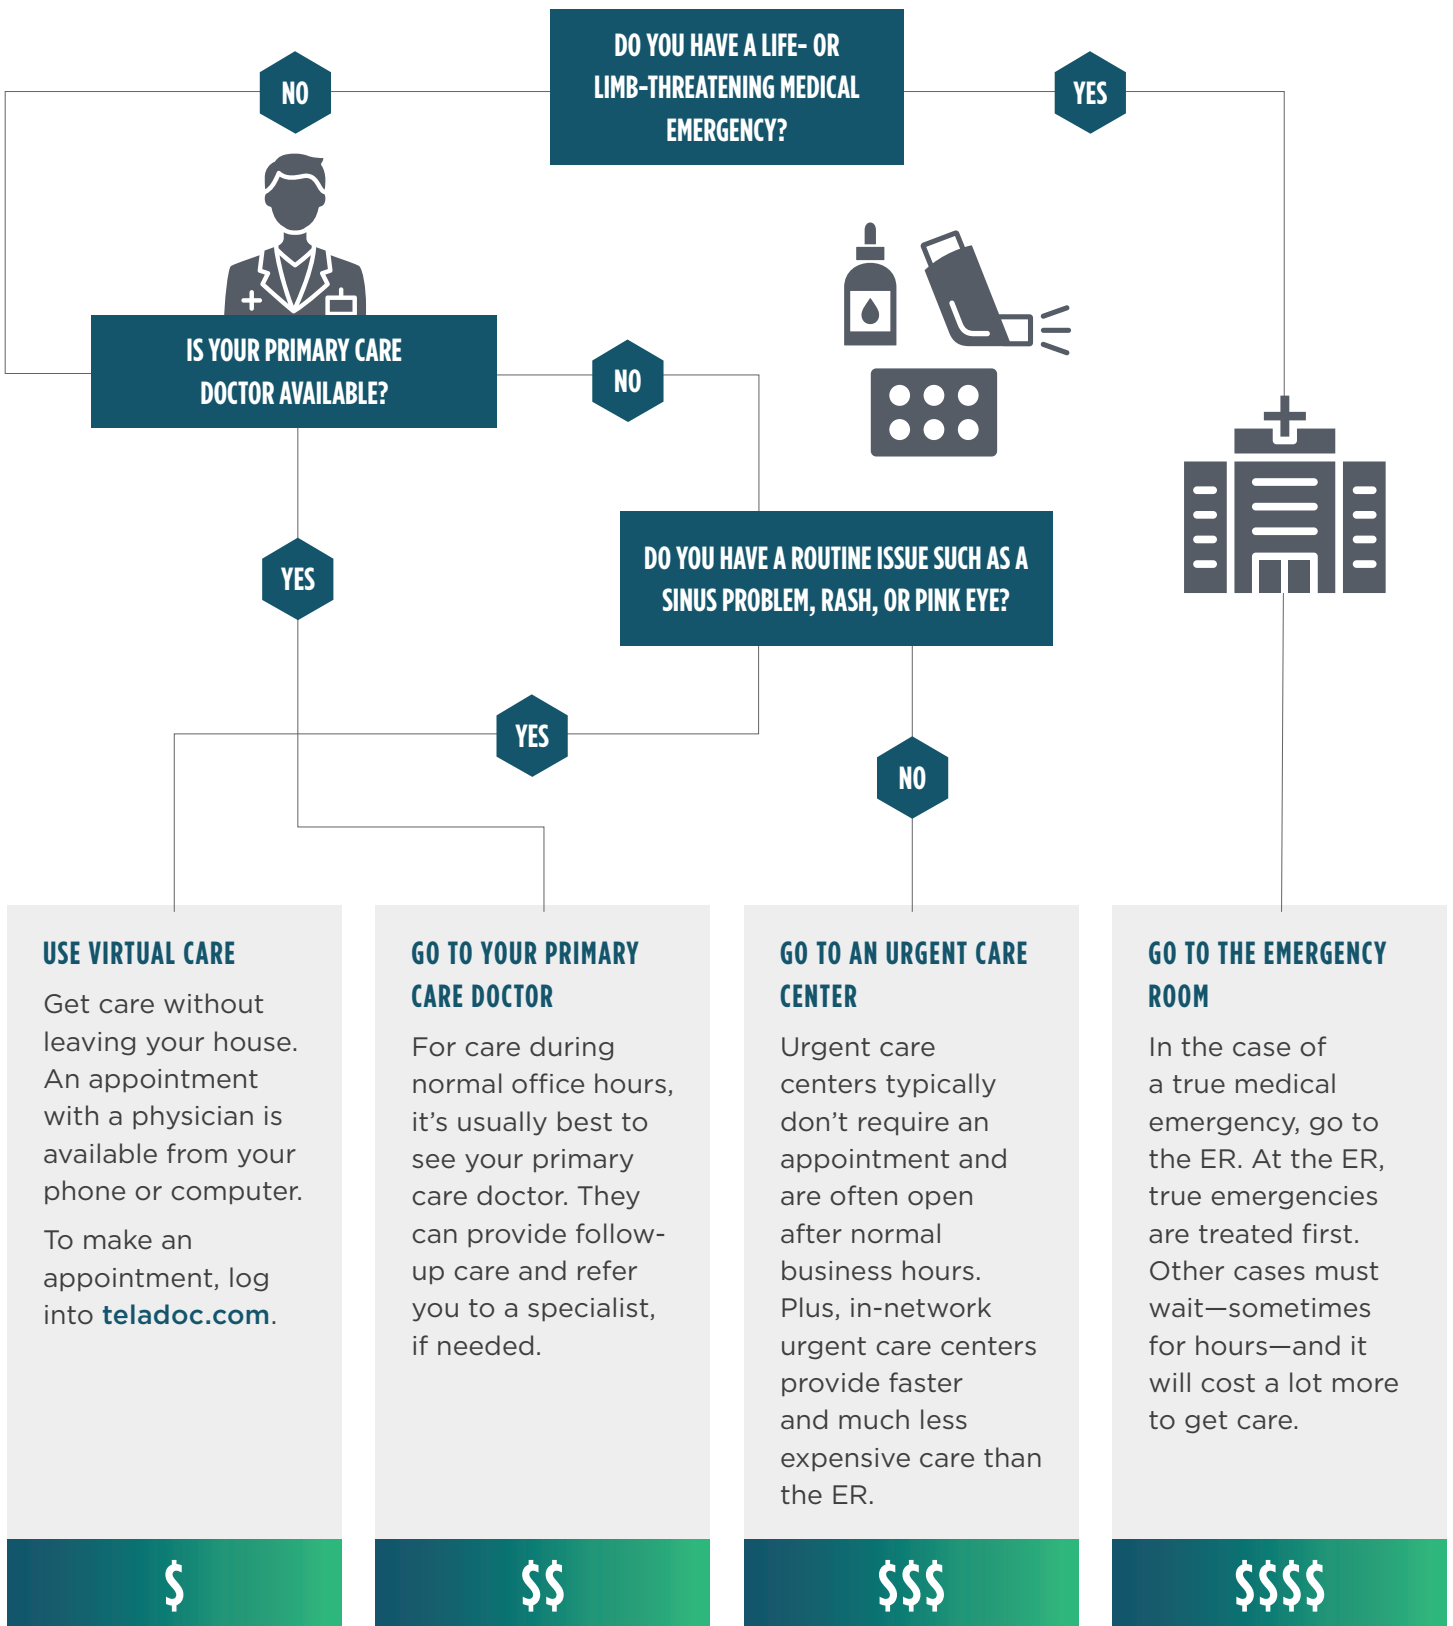 DO YOU HAVE A LIFE- OR
LIMB-THREATENING MEDICAL
EMERGENCY?
NO
YES
IS YOUR PRIMARY CARE
DOCTOR AVAILABLE?
NO
YES
DO YOU HAVE A ROUTINE ISSUE SUCH AS A
SINUS PROBLEM, RASH, OR PINK EYE?
YES
NO
USE VIRTUAL CARE
Get care without
leaving your house.
An appointment
with a physician is
available from your
phone or computer.
To make an
appointment, log
into teladoc.com.
$
GO TO YOUR PRIMARY
CARE DOCTOR
For care during
normal office hours,
it’s usually best to
see your primary
care doctor. They
can provide follow-
up care and refer
you to a specialist,
if needed.
$$
GO TO AN URGENT CARE
CENTER
Urgent care
centers typically
don’t require an
appointment and
are often open
after normal
business hours.
Plus, in-network
urgent care centers
provide faster
and much less
expensive care than
the ER.
$$$
GO TO THE EMERGENCY
ROOM
In the case of
a true medical
emergency, go to
the ER. At the ER,
true emergencies
are treated first.
Other cases must
wait—sometimes
for hours—and it
will cost a lot more
to get care.
$$$$